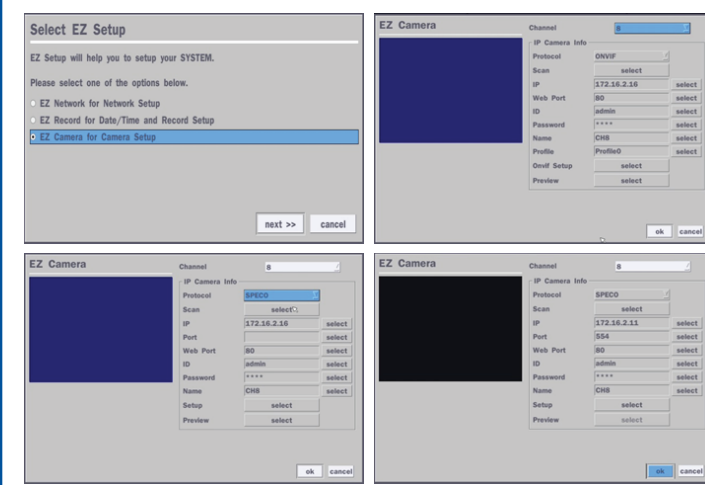 Select EZ Setup
EZ Setup will help you to setup your SYSTEM.
Please select one of the options below.
EZ Network for Network Setup
EZ Record for Date/Time and Record Setup
EZ Camera for Camera Setup
next >> cancel
EZ Camera
Channel 8
IP Camera Info
Protocol ONVIF
Scan select
IP 172.16.2.16 select
Web Port 80 select
ID admin select
Password **** select
Name CH8 select
Profile Profile0 select
Onvif Setup select
Preview select
ok cancel
EZ Camera
Channel 8
IP Camera Info
Protocol SPECO
Scan select
IP 172.16.2.16 select
Port select
Web Port 80 select
ID admin select
Password **** select
Name CH8 select
Setup select
Preview select
ok cancel
EZ Camera
Channel 8
IP Camera Info
Protocol SPECO
Scan select
IP 172.16.2.11 select
Port 554 select
Web Port 80 select
ID admin select
Password **** select
Name CH8 select
Setup select
Preview select
ok cancel